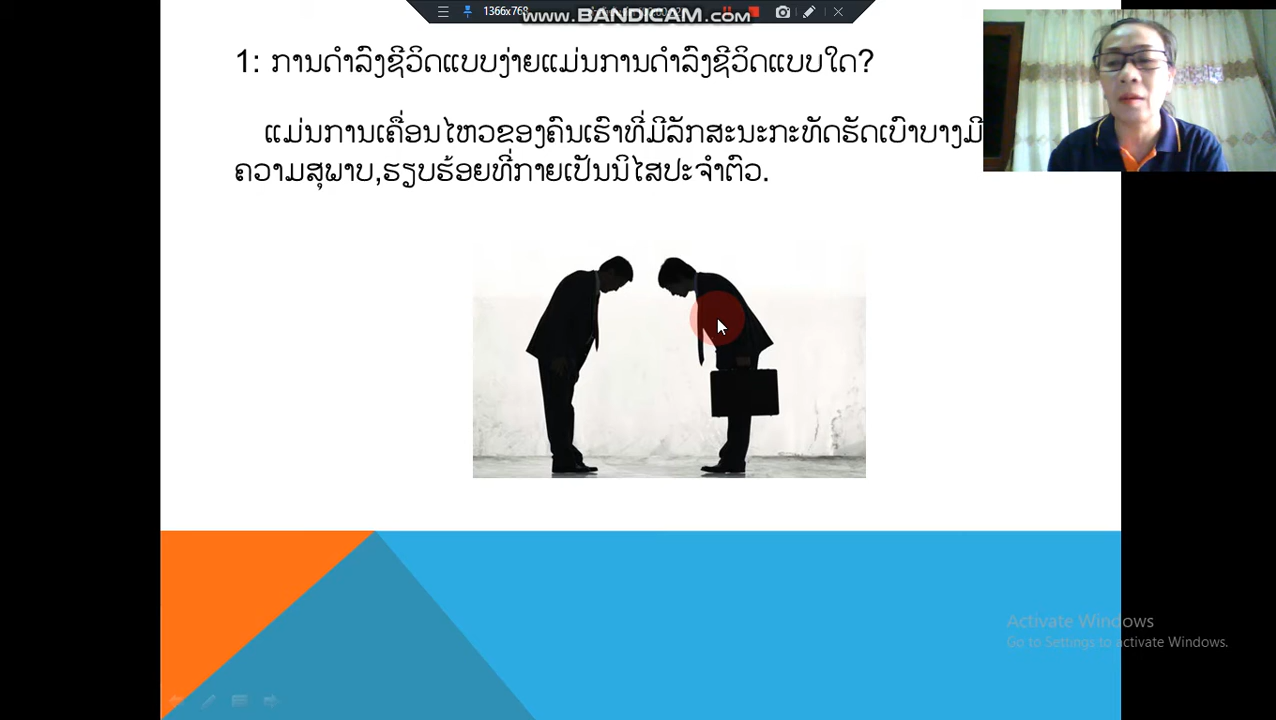 1366x768
www.BANDICAM.com
1: ການດຳລົງຊີວິດແບບງ່າຍແມ່ນການດຳລົງຊີວິດແບບໃດ?
ແມ່ນການເຄື່ອນໄຫວຂອງຄົນເຮົາທີ່ມີລັກສະນະກະທັດຮັດເບົາບາງມີ
ຄວາມສຸພາບ,ຮຽບຮ້ອຍທີ່ກາຍເປັນນິໄສປະຈຳຕົວ.
Activate Windows
Go to Settings to activate Windows.